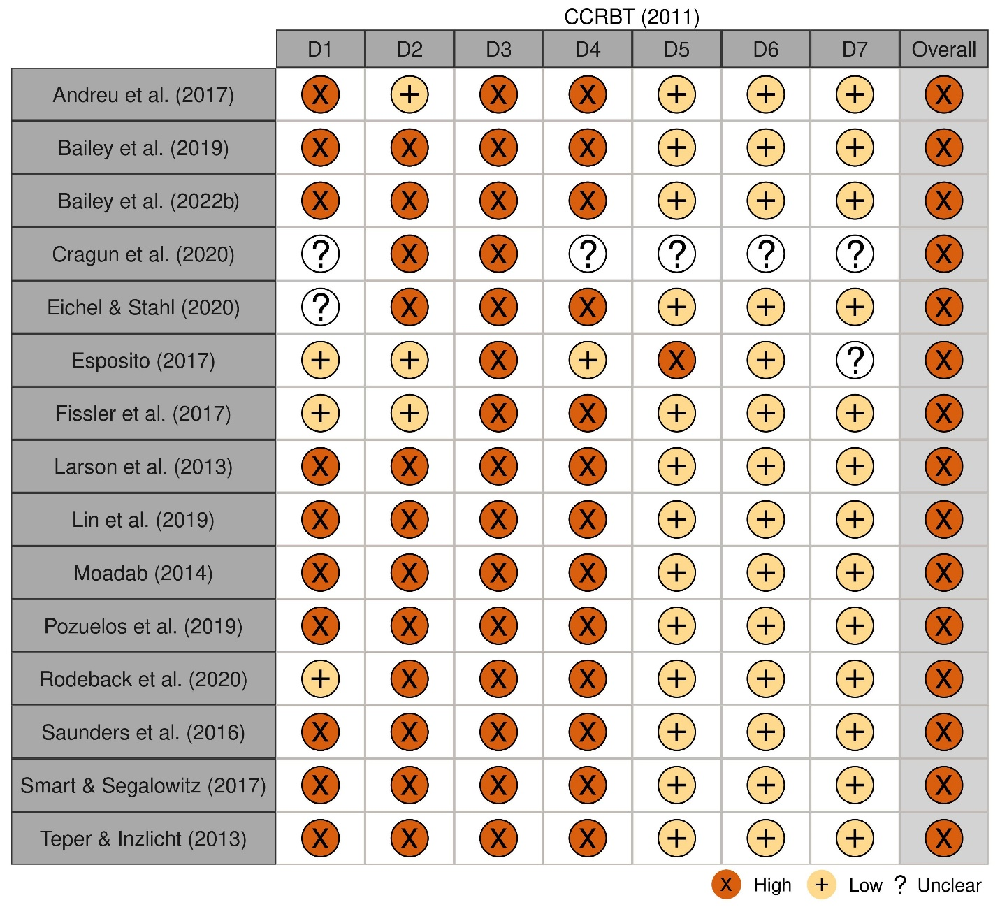 CCRBT (2011)
D1 D2 D3 D4 D5 D6 D7 Overall
Andreu et al. (2017) X + X X + + + X
Bailey et al. (2019) X X X X + + + X
Bailey et al. (2022b) X X X X + + + X
Cragun et al. (2020) ? X X ? ? ? ? X
Eichel & Stahl (2020) ? X X X + + + X
Esposito (2017) + + X + X + ? X
Fissler et al. (2017) + + X X + + + X
Larson et al. (2013) X X X X + + + X
Lin et al. (2019) X X X X + + + X
Moadab (2014) X X X X + + + X
Pozuelos et al. (2019) X X X X + + + X
Rodeback et al. (2020) + X X X + + + X
Saunders et al. (2016) X X X X + + + X
Smart & Segalowitz (2017) X X X X + + + X
Teper & Inzlicht (2013) X X X X + + + X
X High + Low ? Unclear